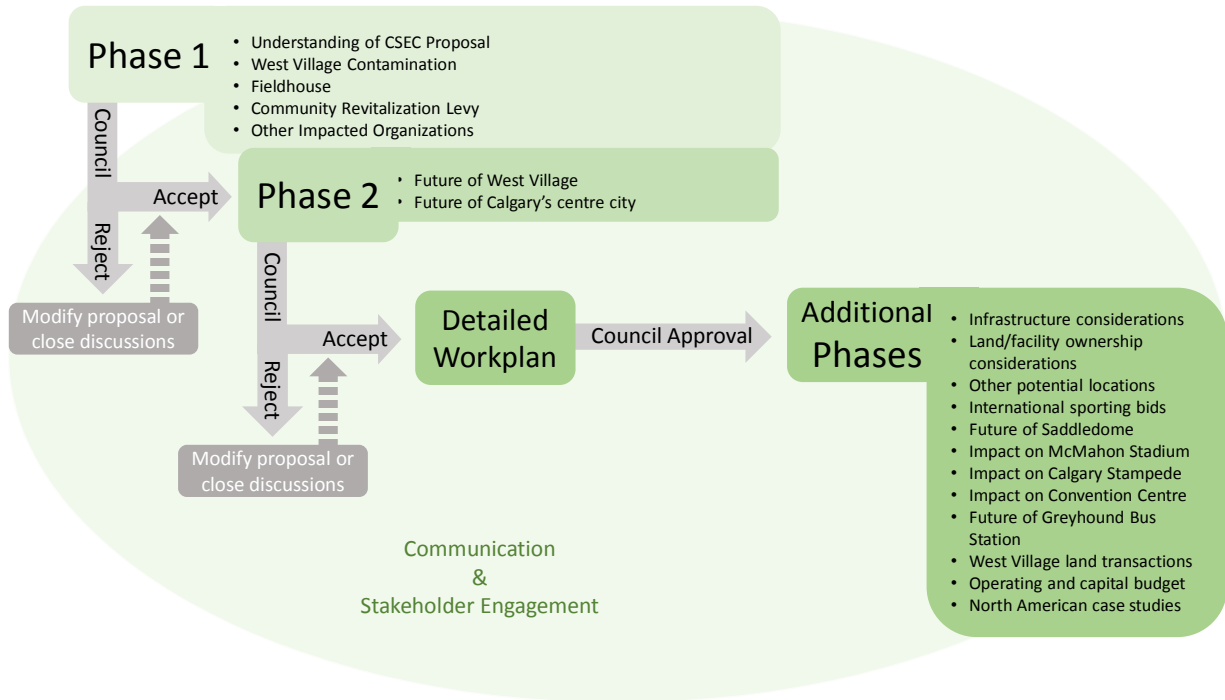 Phase 1
• Understanding of CSEC Proposal
• West Village Contamination
• Fieldhouse
• Community Revitalization Levy
• Other Impacted Organizations
Council
Accept
Reject
Modify proposal or
close discussions
Phase 2
• Future of West Village
• Future of Calgary's centre city
Council
Accept
Reject
Modify proposal or
close discussions
Detailed
Workplan
Council Approval
Additional
Phases
• Infrastructure considerations
• Land/facility ownership
considerations
• Other potential locations
• International sporting bids
• Future of Saddledome
• Impact on McMahon Stadium
• Impact on Calgary Stampede
• Impact on Convention Centre
• Future of Greyhound Bus
Station
• West Village land transactions
• Operating and capital budget
• North American case studies
Communication
&
Stakeholder Engagement